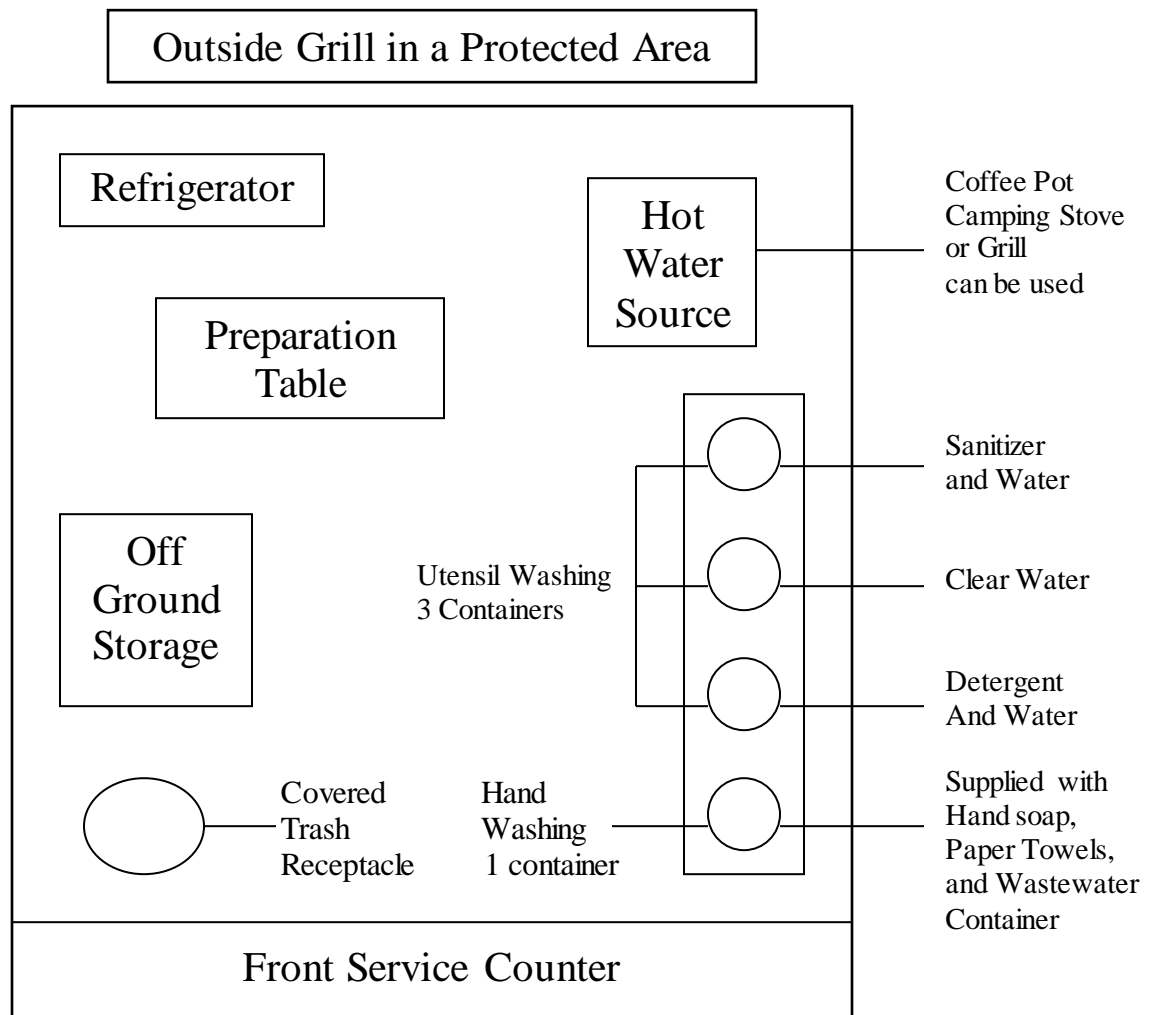 Outside Grill in a Protected Area
Refrigerator
Hot
Water
Source
Coffee Pot
Camping Stove
or Grill
can be used
Preparation
Table
Sanitizer
and Water
Off
Ground
Storage
Utensil Washing
3 Containers
Clear Water
Detergent
And Water
Covered
Trash
Receptacle
Hand
Washing
1 container
Supplied with
Hand soap,
Paper Towels,
and Wastewater
Container
Front Service Counter